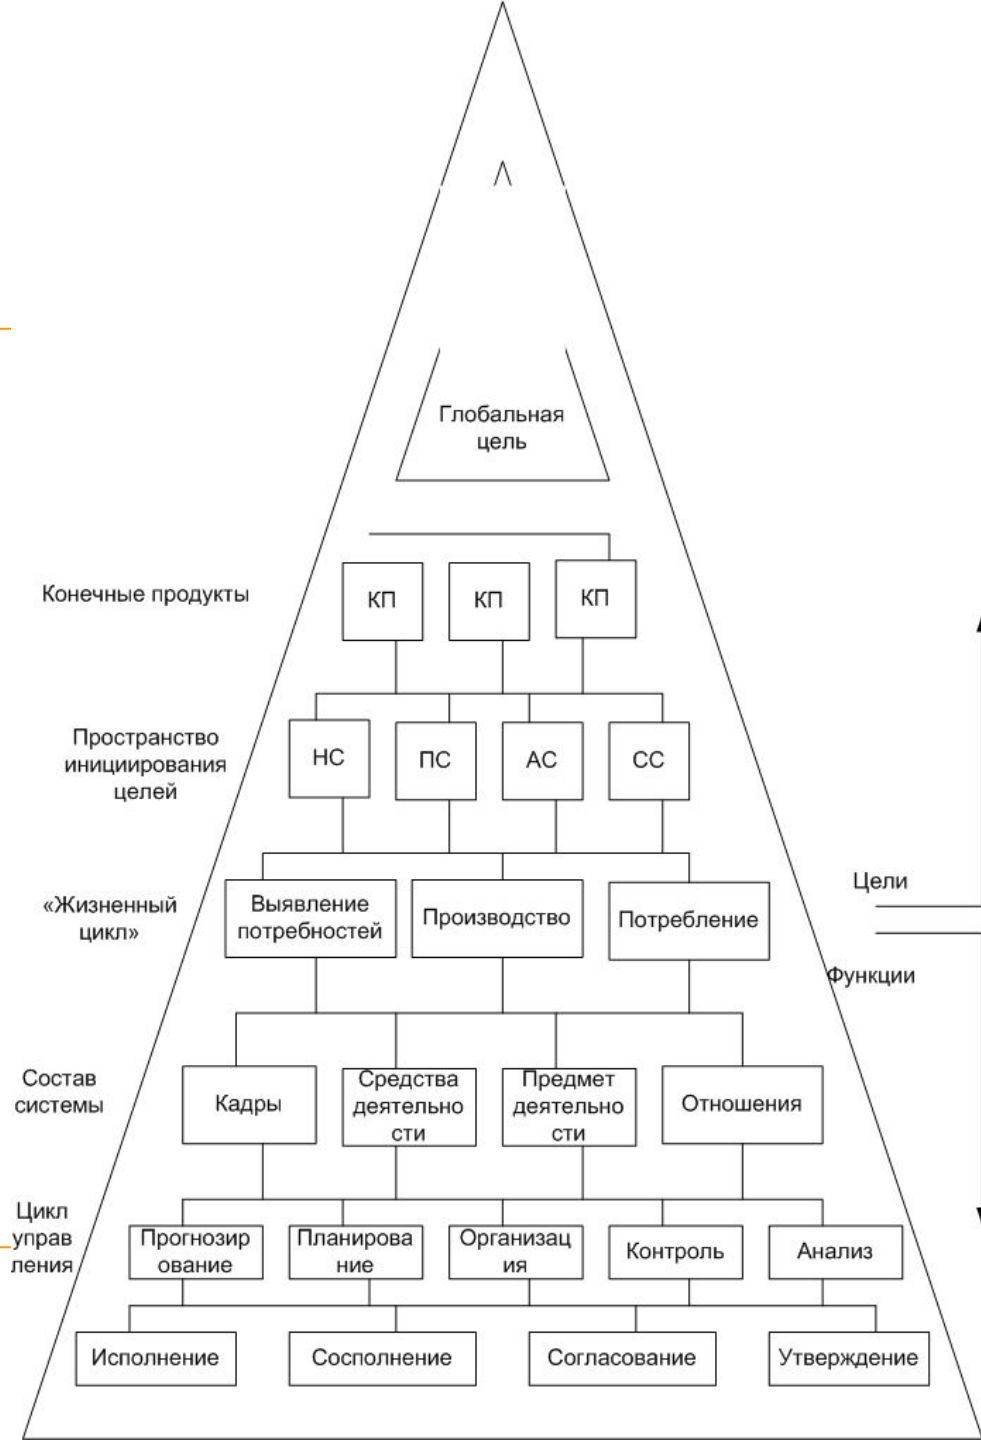 Глобальная
цель
Конечные продукты
КП
КП
КП
Пространство
инициирования
целей
НС
ПС
АС
СС
Цели
«Жизненный
цикл»
Выявление
потребностей
Производство
Потребление
Функции
Состав
системы
Кадры
Средства
деятельно
сти
Предмет
деятельно
сти
Отношения
Цикл
управ
ления
Прогнозир
ование
Планирова
ние
Организац
ия
Контроль
Анализ
Исполнение
Сосполнение
Согласование
Утверждение